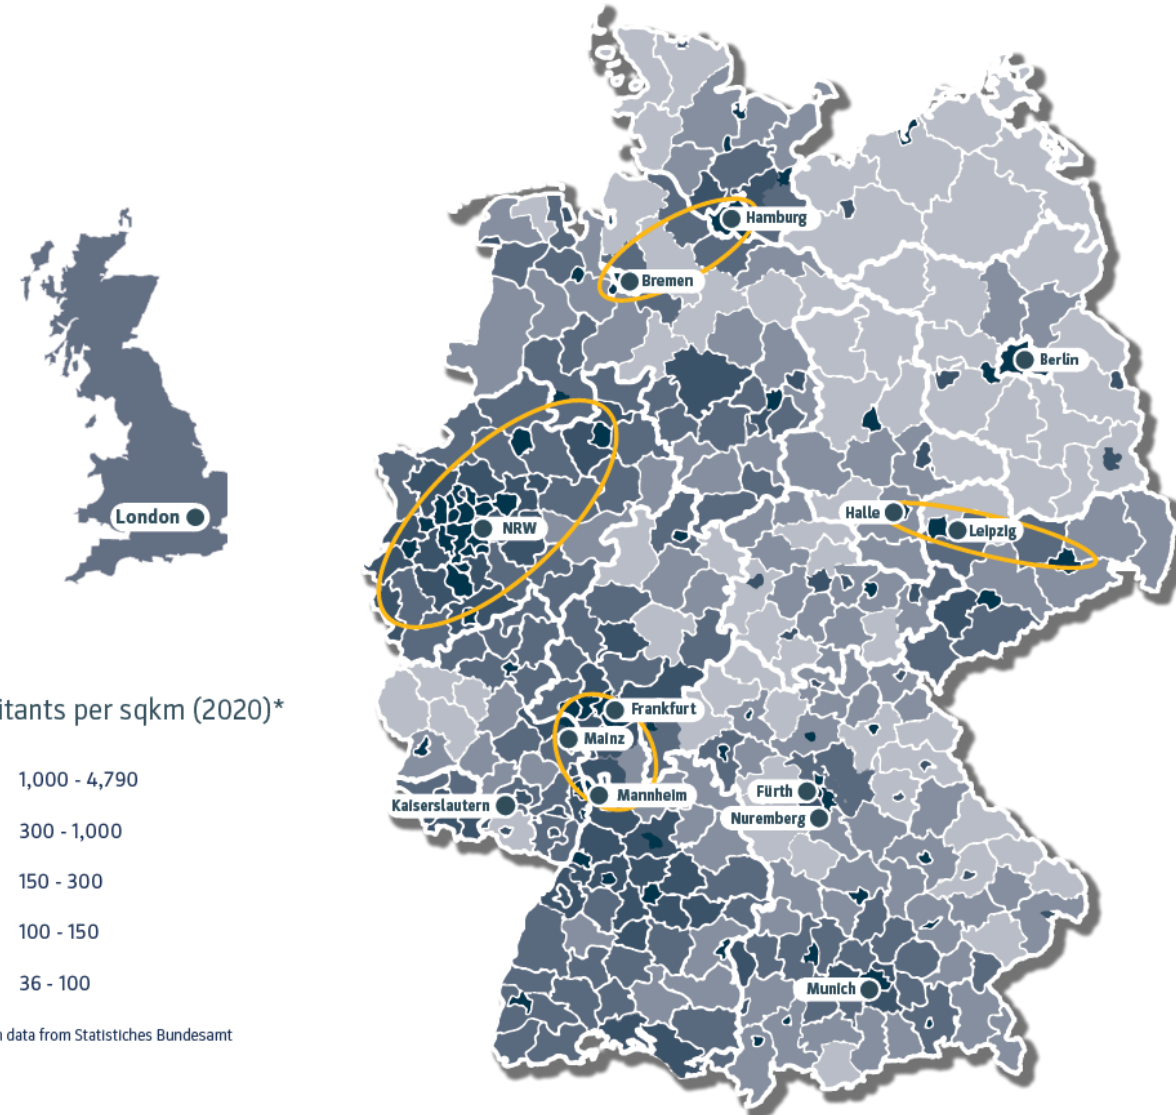 Hamburg
Bremen
Berlin
London
NRW
Halle
Leipzig
itants per sqkm (2020)*
Frankfurt
Mainz
1,000 - 4,790
Mannheim
Fürth
Kaiserslautern
Nuremberg
300 - 1,000
150 - 300
100 - 150
36 - 100
Munich
data from Statistiches Bundesamt